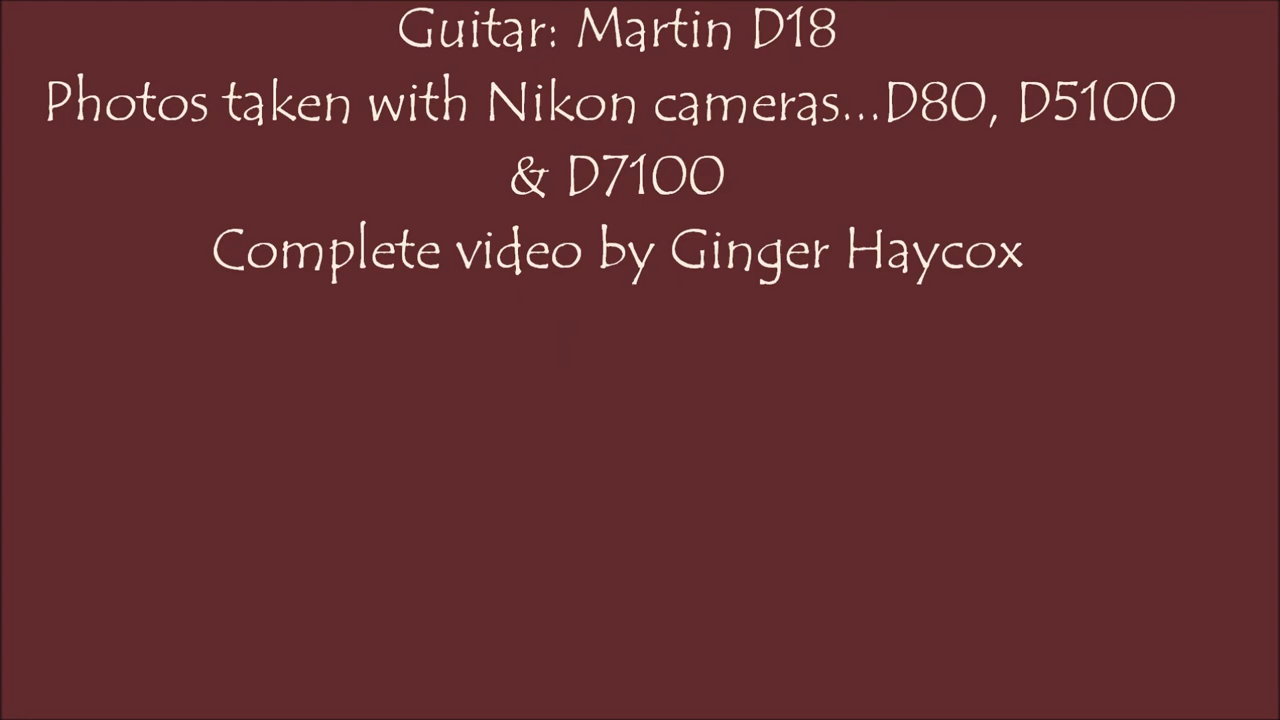 Guitar: Martin D18
Photos taken with Nikon cameras...D80, D5100
& D7100
Complete video by Ginger Haycox